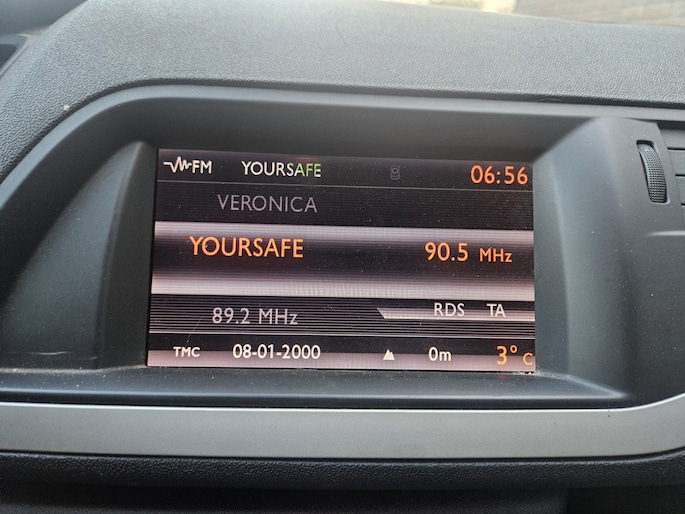 FM YOURSAFE 06:56
VERONICA
YOURSAFE 90.5 MHz
89.2 MHz RDS TA
TMC 08-01-2000 0m 3° C